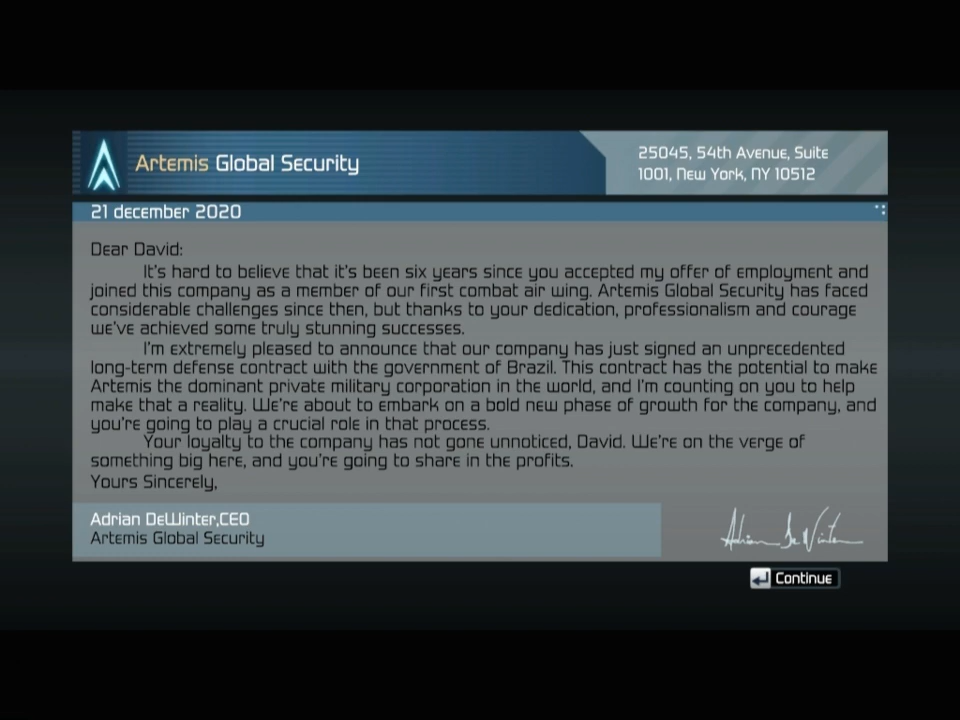 Artemis Global Security
25045, 54th Avenue, Suite
1001, New York, NY 10512
21 december 2020
Dear David:
It's hard to believe that it's been six years since you accepted my offer of employment and
joined this company as a member of our first combat air wing. Artemis Global Security has faced
considerable challenges since then, but thanks to your dedication, professionalism and courage
we've achieved some truly stunning successes.
I'm extremely pleased to announce that our company has just signed an unprecedented
long-term defense contract with the government of Brazil. This contract has the potential to make
Artemis the dominant private military corporation in the world, and I'm counting on you to help
make that a reality. We're about to embark on a bold new phase of growth for the company, and
you're going to play a crucial role in that process.
Your loyalty to the company has not gone unnoticed, David. We're on the verge of
something big here, and you're going to share in the profits.
Yours Sincerely,
Adrian DeWinter,CEO
Artemis Global Security
Adrian DeWinter
Continue